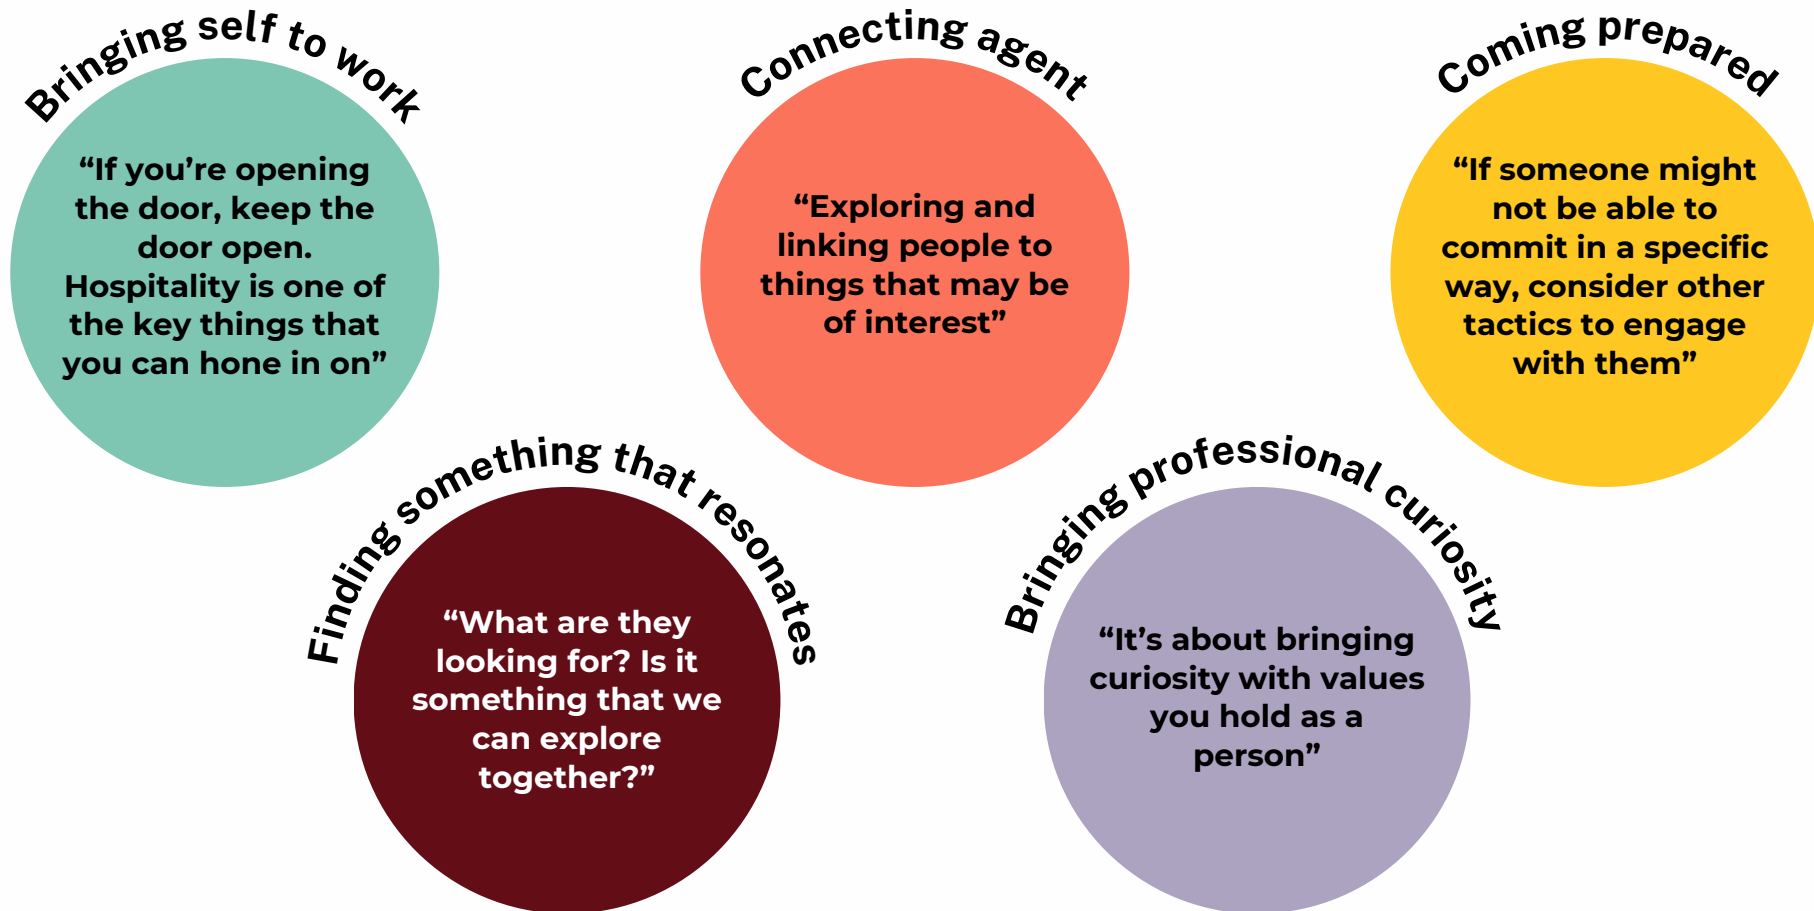 Bringing self to work
“If you’re opening
the door, keep the
door open.
Hospitality is one of
the key things that
you can hone in on”
Connecting agent
“Exploring and
linking people to
things that may be
of interest”
Coming prepared
“If someone might
not be able to
commit in a specific
way, consider other
tactics to engage
with them”
Finding something that resonates
“What are they
looking for? Is it
something that we
can explore
together?”
Bringing professional curiosity
“It’s about bringing
curiosity with values
you hold as a
person”